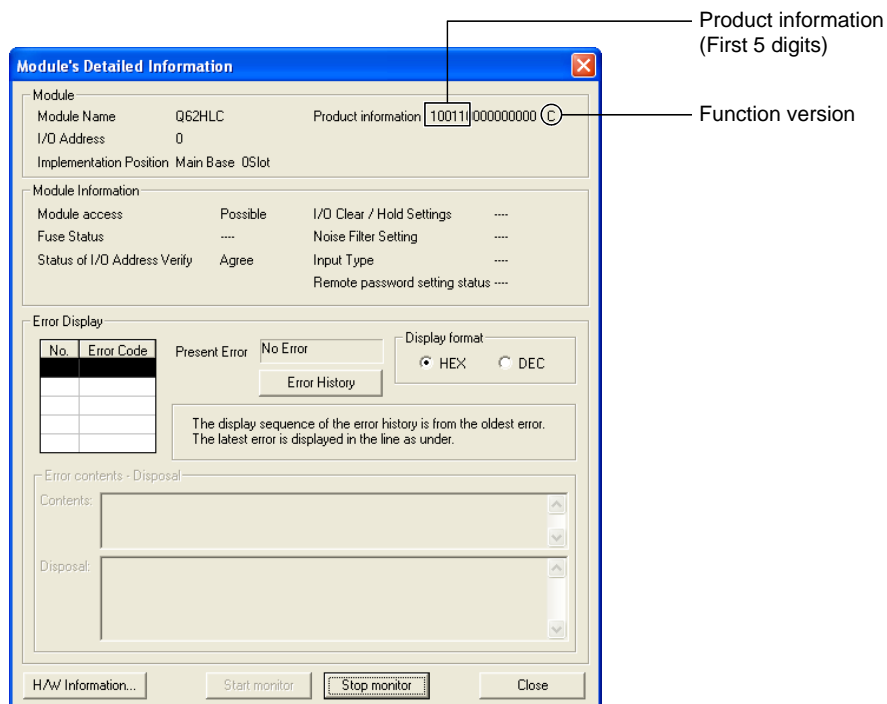 Product information
(First 5 digits)
Module's Detailed Information
Module
Module Name Q62HLC Product information 100110000000000 C
Function version
I/O Address 0
Implementation Position Main Base 0Slot
Module Information
Module access Possible I/O Clear / Hold Settings ----
Fuse Status ---- Noise Filter Setting ----
Status of I/O Address Verify Agree Input Type ----
Remote password setting status ----
Error Display
No. Error Code Present Error No Error Display format
HEX DEC
Error History
The display sequence of the error history is from the oldest error.
The latest error is displayed in the line as under.
Error contents - Disposal
Contents:
Disposal:
H/W Information... Start monitor Stop monitor Close